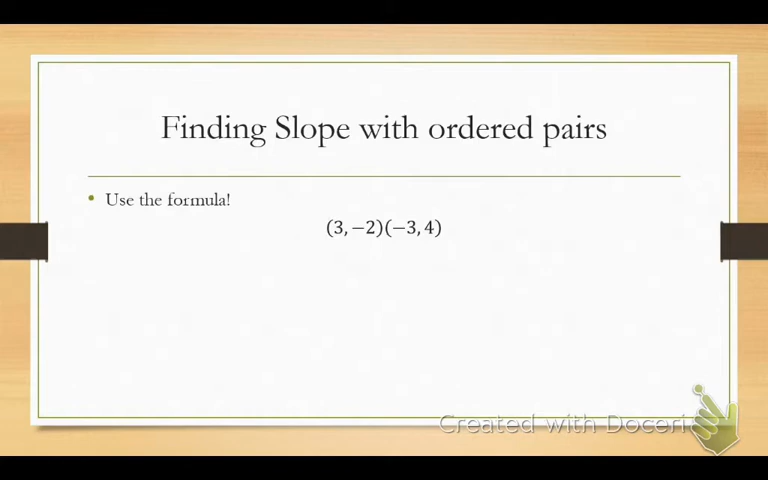 Finding Slope with ordered pairs
• Use the formula!
(3,−2)(−3,4)
Created with Doceri